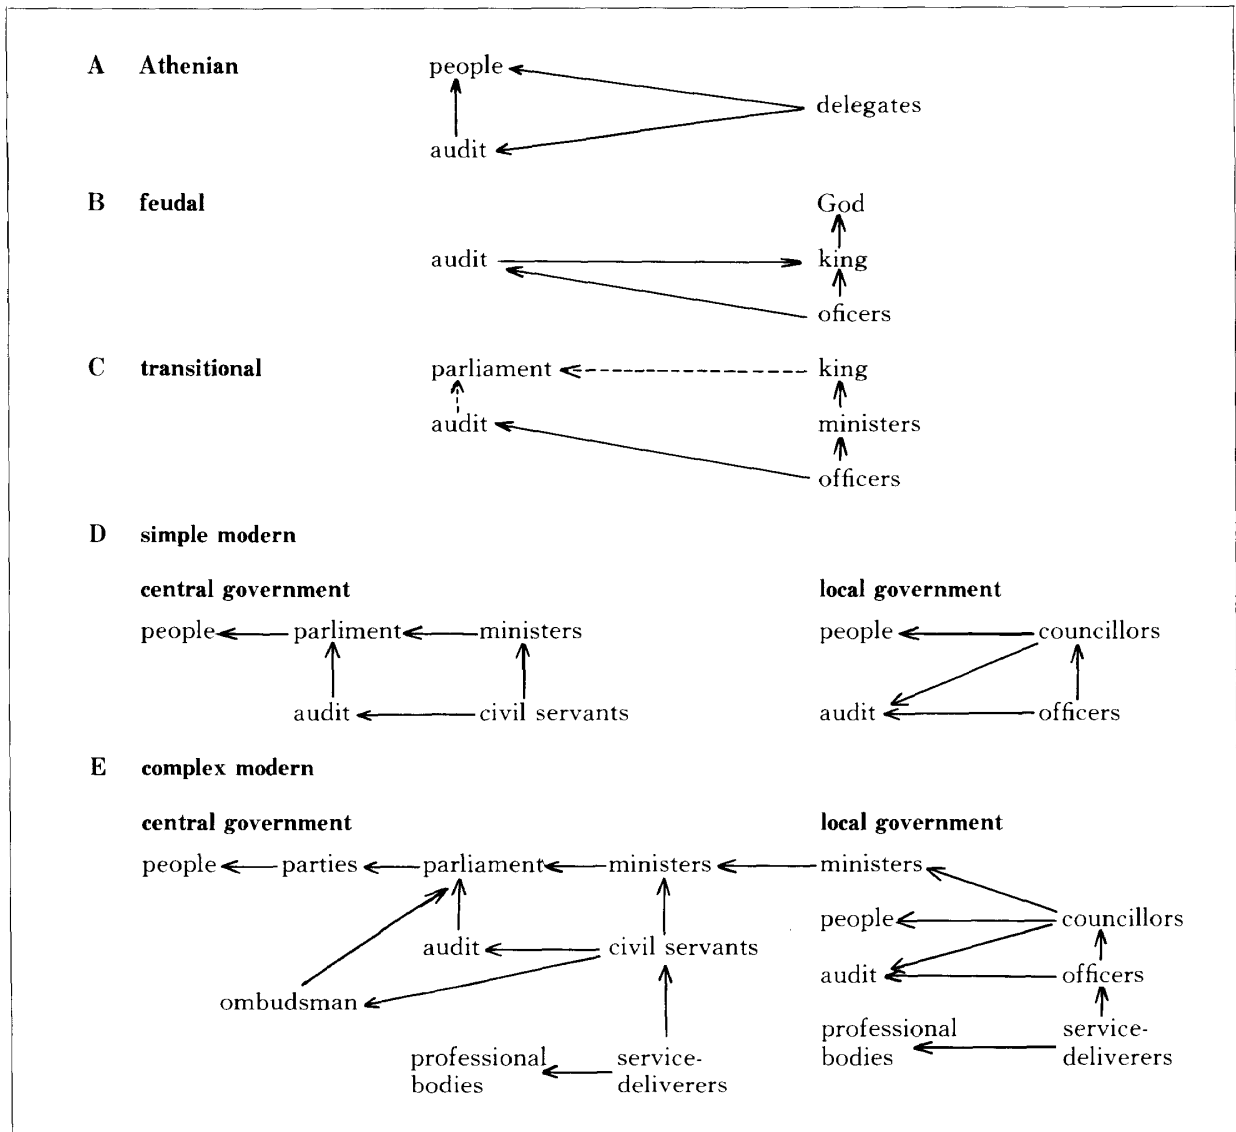 A Athenian people
delegates
audit
B feudal God
audit king
oficers
C transitional parliament king
audit ministers
officers
D simple modern
central government local government
people parliment ministers people councillors
audit civil servants audit officers
E complex modern
central government local government
people parties parliament ministers ministers
people councillors
audit civil servants
audit officers
ombudsman
professional service-
bodies deliverers
professional service-
bodies deliverers